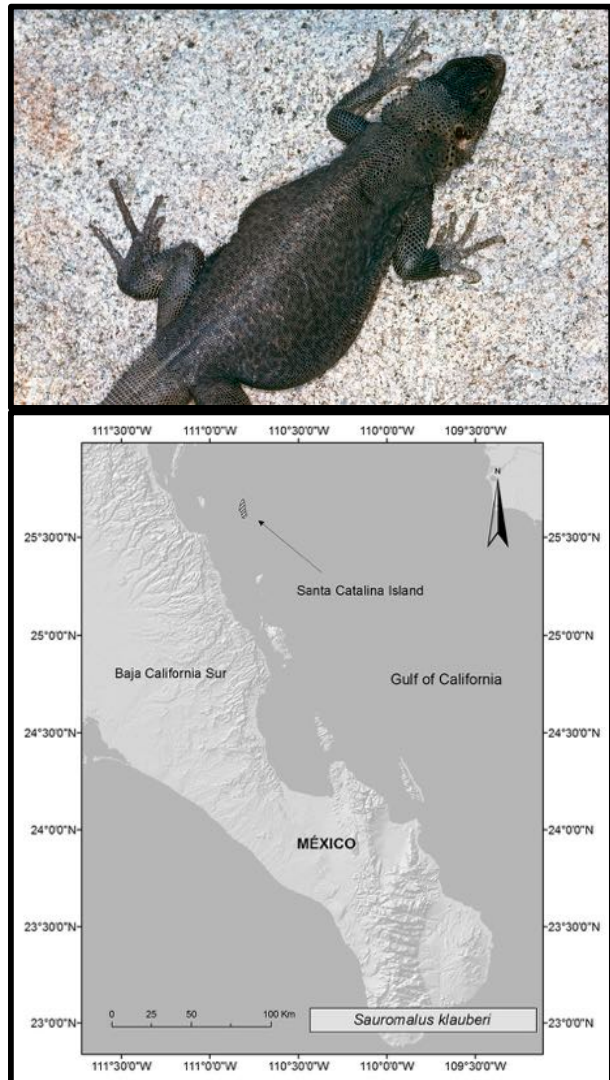 111°30'0"W 111°0'0"W 110°30'0"W 110°0'0"W 109°30'0"W
N
25°30'0"N 25°30'0"N
Santa Catalina Island
25°0'0"N 25°0'0"N
Baja California Sur
Gulf of California
24°30'0"N 24°30'0"N
24°0'0"N 24°0'0"N
MÉXICO
23°30'0"N 23°30'0"N
0 25 50 100 Km
Sauromalus klauberi
23°0'0"N 23°0'0"N
111°30'0"W 111°0'0"W 110°30'0"W 110°0'0"W 109°30'0"W